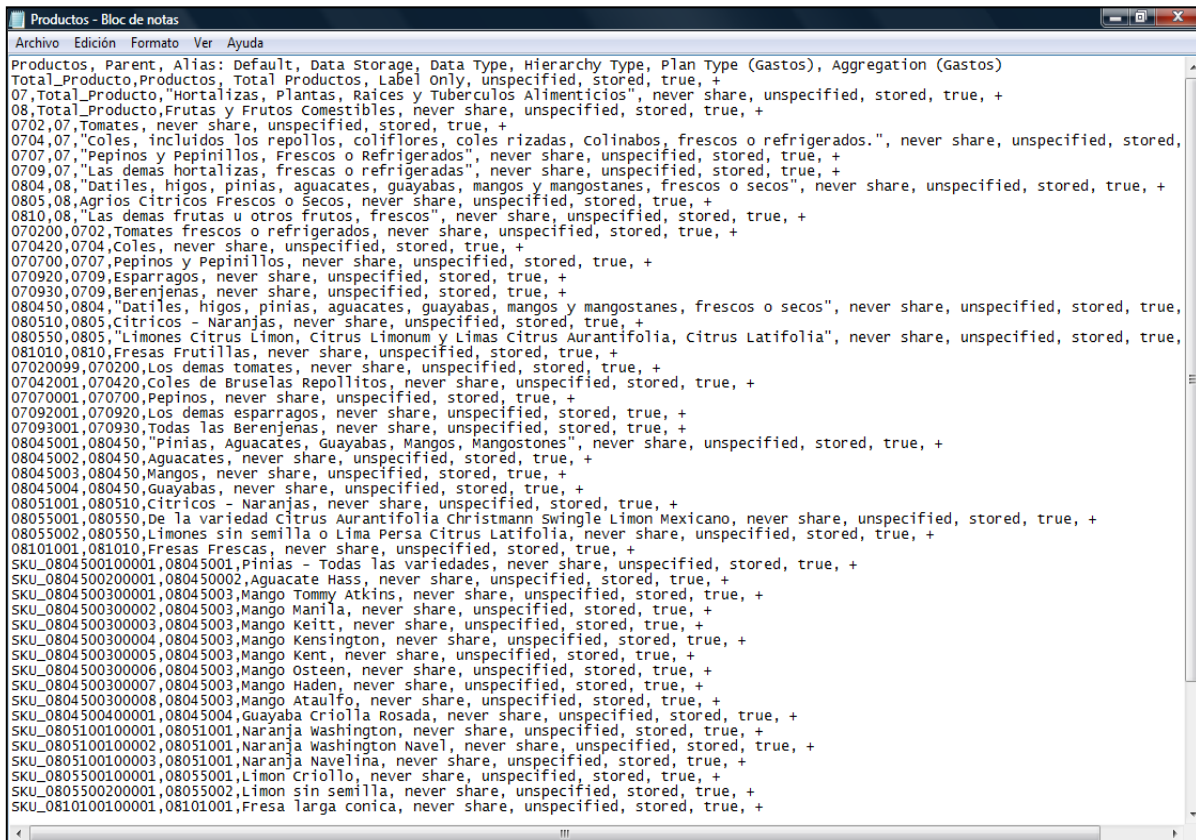 Productos - Bloc de notas
Archivo Edición Formato Ver Ayuda
Productos, Parent, Alias: Default, Data Storage, Data Type, Hierarchy Type, Plan Type (Gastos), Aggregation (Gastos)
Total_Producto,Productos, Total Productos, Label Only, unspecified, stored, true, +
07,Total_Producto,"Hortalizas, Plantas, Raices y Tuberculos Alimenticios", never share, unspecified, stored, true, +
08,Total_Producto,Frutas y Frutos Comestibles, never share, unspecified, stored, true, +
0702,07,Tomates, never share, unspecified, stored, true, +
0704,07,"Coles, incluidos los repollos, coliflores, coles rizadas, Colinabos, frescos o refrigerados.", never share, unspecified, stored,
0707,07,"Pepinos y Pepinillos, Frescos o Refrigerados", never share, unspecified, stored, true, +
0709,07,"Las demas hortalizas, frescas o refrigeradas", never share, unspecified, stored, true, +
0804,08,"Datiles, higos, pinias, aguacates, guayabas, mangos y mangostanes, frescos o secos", never share, unspecified, stored, true, +
0805,08,Agrios Citricos Frescos o Secos, never share, unspecified, stored, true, +
0810,08,"Las demas frutas u otros frutos, frescos", never share, unspecified, stored, true, +
070200,0702,Tomates frescos o refrigerados, never share, unspecified, stored, true, +
070420,0704,Coles, never share, unspecified, stored, true, +
070700,0707,Pepinos y Pepinillos, never share, unspecified, stored, true, +
070920,0709,Esparragos, never share, unspecified, stored, true, +
070930,0709,Berenjenas, never share, unspecified, stored, true, +
080450,0804,"Datiles, higos, pinias, aguacates, guayabas, mangos y mangostanes, frescos o secos", never share, unspecified, stored, true,
080510,0805,Citricos - Naranjas, never share, unspecified, stored, true, +
080550,0805,"Limones Citrus Limon, Citrus Limonum y Limas Citrus Aurantifolia, Citrus Latifolia", never share, unspecified, stored, true,
081010,0810,Fresas Frutillas, never share, unspecified, stored, true, +
07020099,070200,Los demas tomates, never share, unspecified, stored, true, +
07042001,070420,Coles de Bruselas Repollitos, never share, unspecified, stored, true, +
07070001,070700,Pepinos, never share, unspecified, stored, true, +
07092001,070920,Los demas esparragos, never share, unspecified, stored, true, +
07093001,070930,Todas las Berenjenas, never share, unspecified, stored, true, +
08045001,080450,"Pinias, Aguacates, Guayabas, Mangos, Mangostones", never share, unspecified, stored, true, +
08045002,080450,Aguacates, never share, unspecified, stored, true, +
08045003,080450,Mangos, never share, unspecified, stored, true, +
08045004,080450,Guayabas, never share, unspecified, stored, true, +
08051001,080510,Citricos - Naranjas, never share, unspecified, stored, true, +
08055001,080550,De la variedad Citrus Aurantifolia Christmann Swingle Limon Mexicano, never share, unspecified, stored, true, +
08055002,080550,Limones sin semilla o Lima Persa Citrus Latifolia, never share, unspecified, stored, true, +
08101001,081010,Fresas Frescas, never share, unspecified, stored, true, +
SKU_0804500100001,08045001,Pinias - Todas las variedades, never share, unspecified, stored, true, +
SKU_0804500200001,080450002,Aguacate Hass, never share, unspecified, stored, true, +
SKU_0804500300001,08045003,Mango Tommy Atkins, never share, unspecified, stored, true, +
SKU_0804500300002,08045003,Mango Manila, never share, unspecified, stored, true, +
SKU_0804500300003,08045003,Mango Keitt, never share, unspecified, stored, true, +
SKU_0804500300004,08045003,Mango Kensington, never share, unspecified, stored, true, +
SKU_0804500300005,08045003,Mango Kent, never share, unspecified, stored, true, +
SKU_0804500300006,08045003,Mango Osteen, never share, unspecified, stored, true, +
SKU_0804500300007,08045003,Mango Haden, never share, unspecified, stored, true, +
SKU_0804500300008,08045003,Mango Ataulfo, never share, unspecified, stored, true, +
SKU_0804500400001,08045004,Guayaba Criolla Rosada, never share, unspecified, stored, true, +
SKU_0805100100001,08051001,Naranja Washington, never share, unspecified, stored, true, +
SKU_0805100100002,08051001,Naranja Washington Navel, never share, unspecified, stored, true, +
SKU_0805100100003,08051001,Naranja Navelina, never share, unspecified, stored, true, +
SKU_0805500100001,08055001,Limon Criollo, never share, unspecified, stored, true, +
SKU_0805500200001,08055002,Limon sin semilla, never share, unspecified, stored, true, +
SKU_0810100100001,08101001,Fresa larga conica, never share, unspecified, stored, true, +